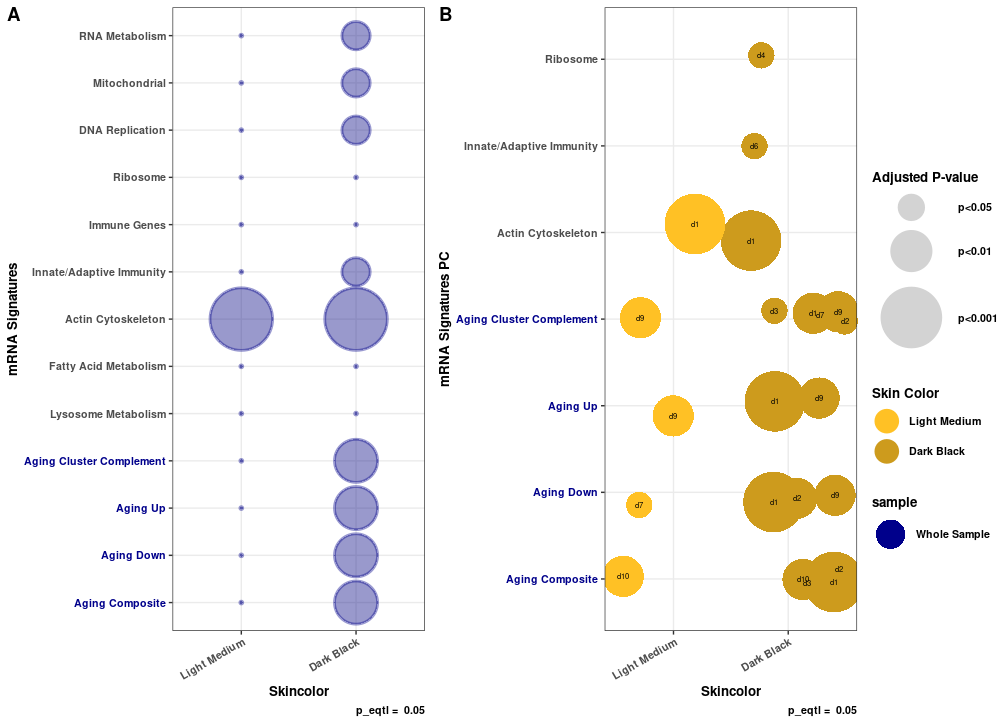 A
mRNA Signatures
RNA Metabolism
Mitochondrial
DNA Replication
Ribosome
Immune Genes
Innate/Adaptive Immunity
Actin Cytoskeleton
Fatty Acid Metabolism
Lysosome Metabolism
Aging Cluster Complement
Aging Up
Aging Down
Aging Composite
Light Medium
Dark Black
Skincolor
p_eqtl = 0.05
B
mRNA Signatures PC
Ribosome
d4
Innate/Adaptive Immunity
d6
Actin Cytoskeleton
d1
d1
Aging Cluster Complement
d9
d3
d1
d7
d9
d2
Aging Up
d9
d1
d9
Aging Down
d7
d1
d2
d9
Aging Composite
d10
d10
d3
d1
d2
Light Medium
Dark Black
Skincolor
p_eqtl = 0.05
Adjusted P-value
p<0.05
p<0.01
p<0.001
Skin Color
Light Medium
Dark Black
sample
Whole Sample